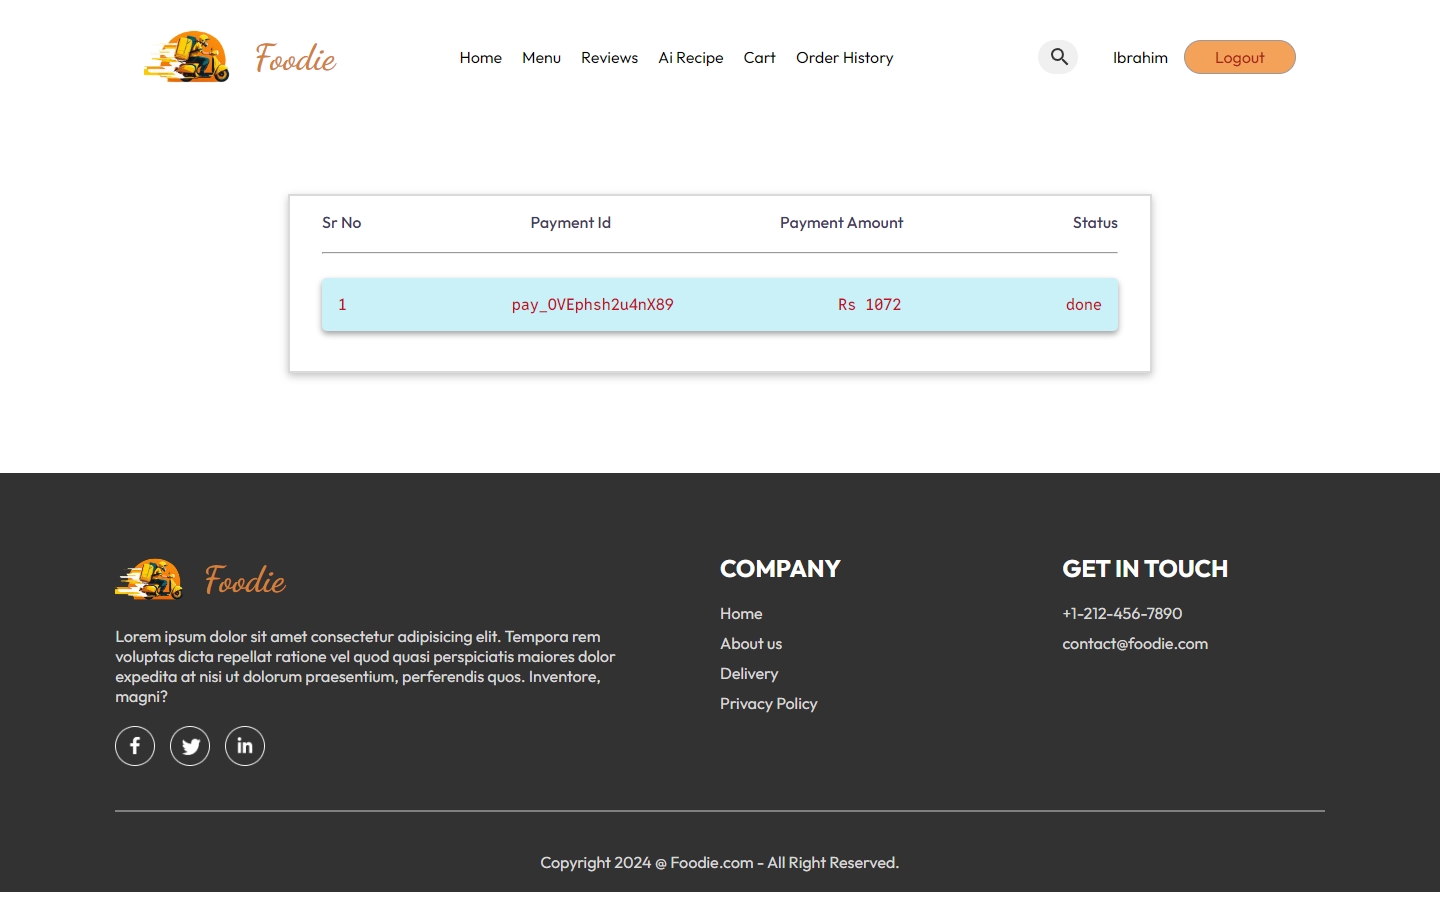 Foodie
Home Menu Reviews Ai Recipe Cart Order History
Ibrahim Logout
Sr No Payment Id Payment Amount Status
1 pay_OVEphsh2u4nX89 Rs 1072 done
Foodie
Lorem ipsum dolor sit amet consectetur adipisicing elit. Tempora rem
voluptas dicta repellat ratione vel quod quasi perspiciatis maiores dolor
expedita at nisi ut dolorum praesentium, perferendis quos. Inventore,
magni?
COMPANY
Home
About us
Delivery
Privacy Policy
GET IN TOUCH
+1-212-456-7890
contact@foodie.com
Copyright 2024 @ Foodie.com - All Right Reserved.